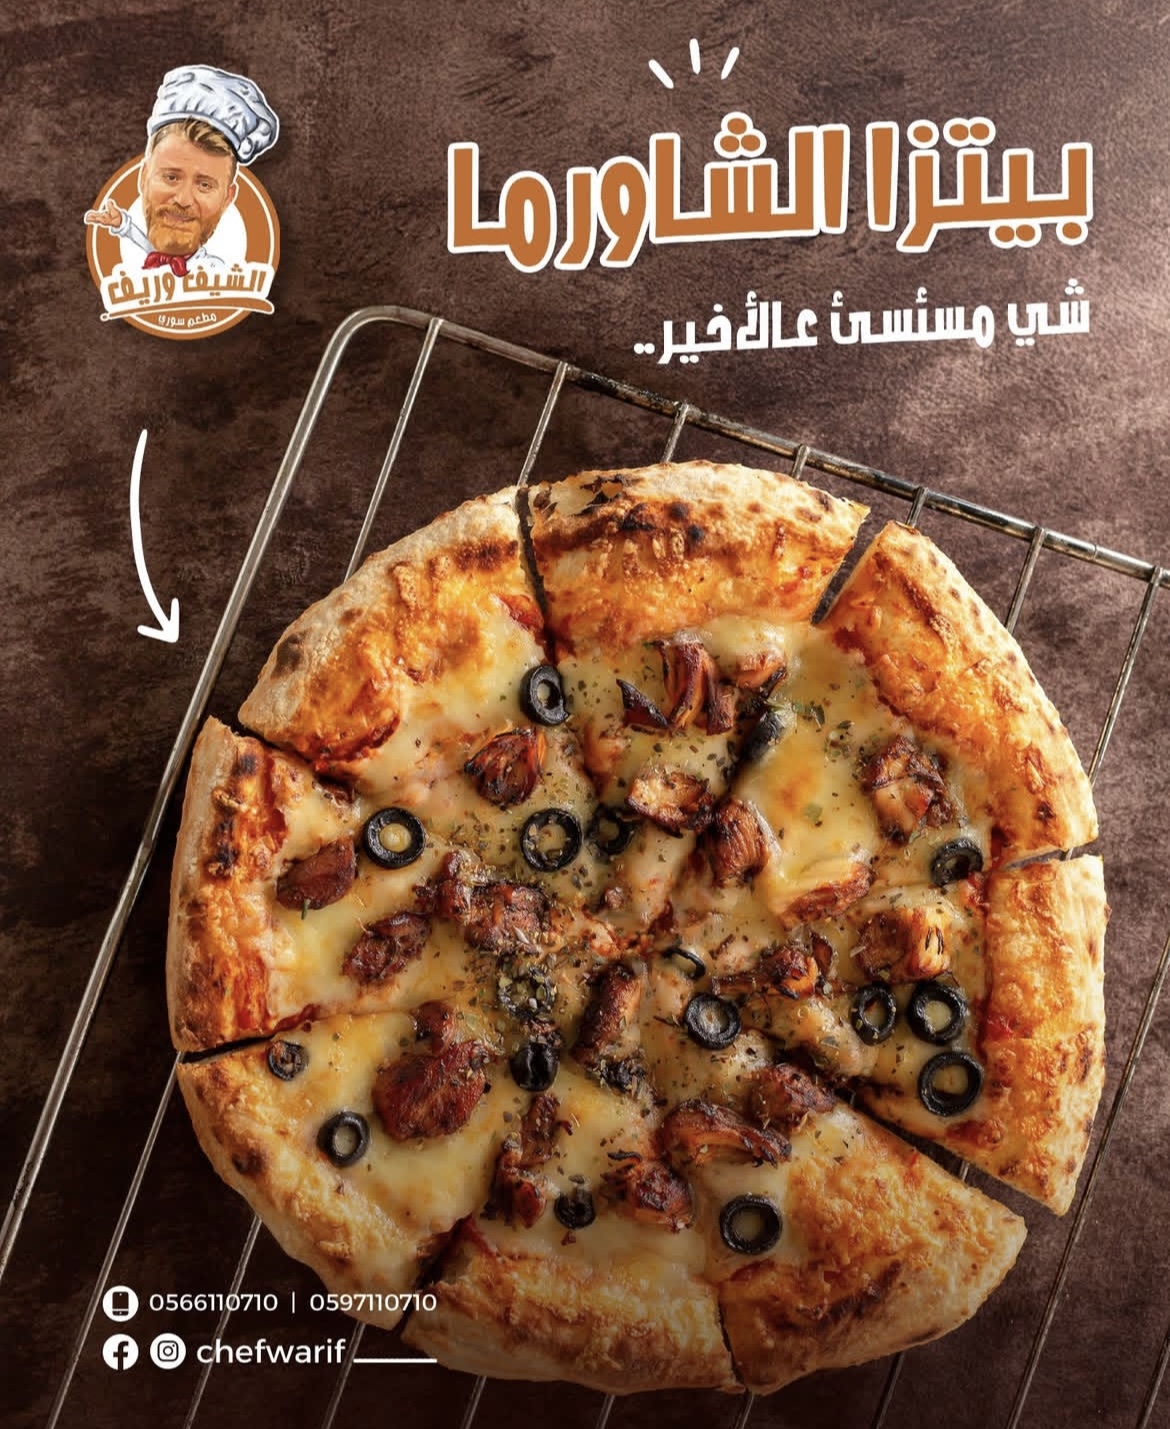 بيتزا الشاورما
شي مسئسئ عالأخير..
الشيف وريف
مطعم سوري
0566110710 | 0597110710
chefwarif